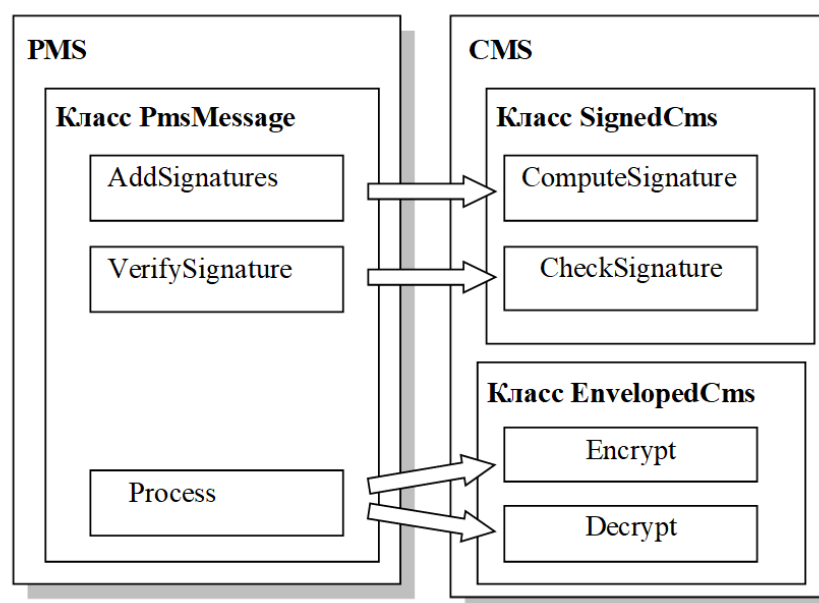 PMS
Класс PmsMessage
AddSignatures
VerifySignature
Process
CMS
Класс SignedCms
ComputeSignature
CheckSignature
Класс EnvelopedCms
Encrypt
Decrypt